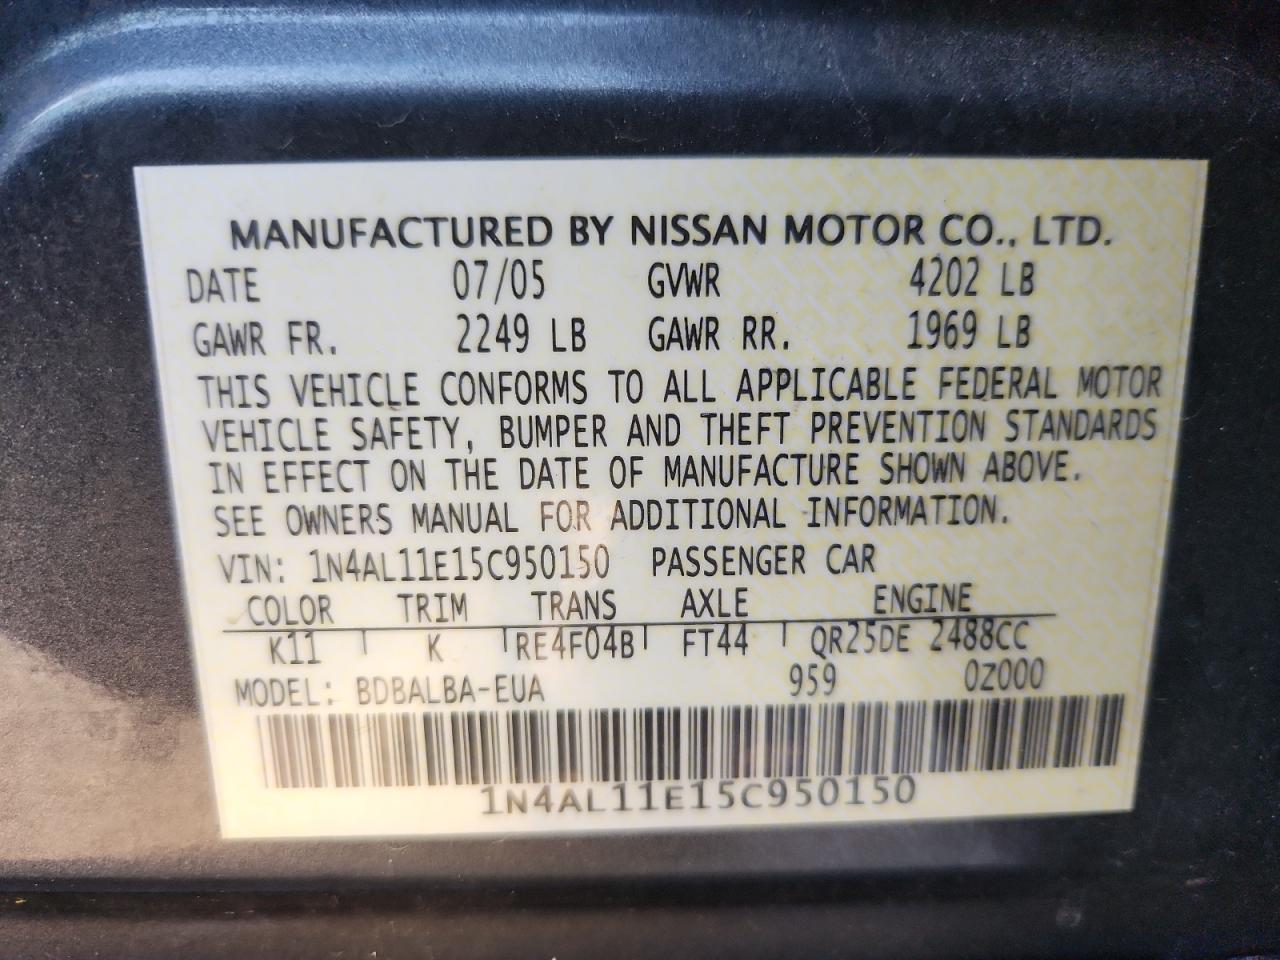 MANUFACTURED BY NISSAN MOTOR CO., LTD.
DATE 07/05 GVWR 4202 LB
GAWR FR. 2249 LB GAWR RR. 1969 LB
THIS VEHICLE CONFORMS TO ALL APPLICABLE FEDERAL MOTOR
VEHICLE SAFETY, BUMPER AND THEFT PREVENTION STANDARDS
IN EFFECT ON THE DATE OF MANUFACTURE SHOWN ABOVE.
SEE OWNERS MANUAL FOR ADDITIONAL INFORMATION.
VIN: 1N4AL11E15C950150 PASSENGER CAR
COLOR TRIM TRANS AXLE ENGINE
K11 K RE4F04B FT44 QR25DE 2488CC
MODEL: BDBALBA-EUA 959 0Z000
1N4AL11E15C950150